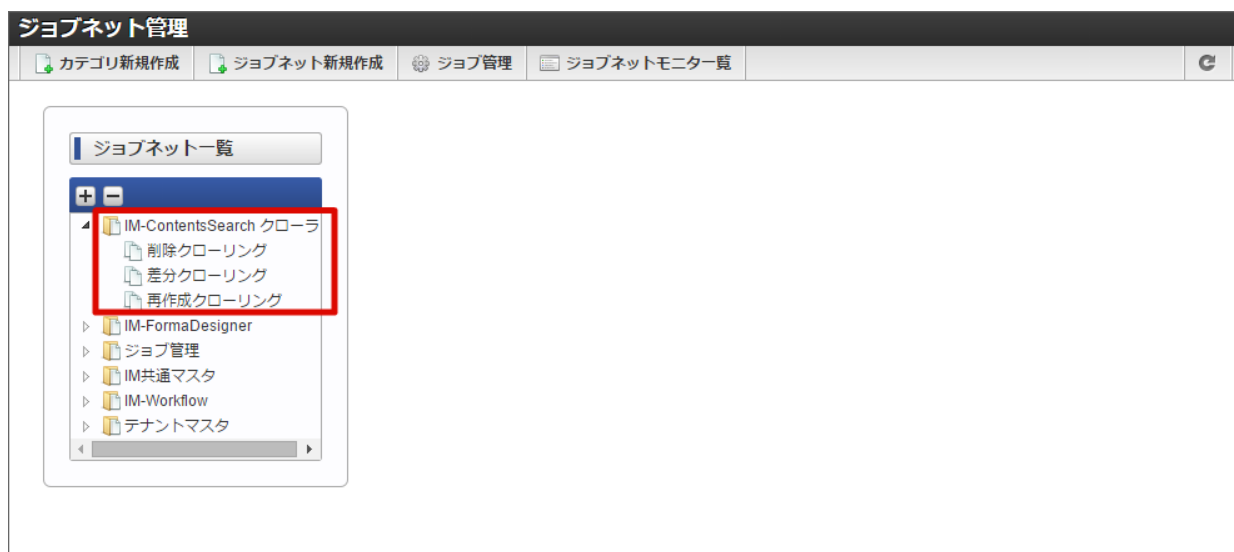 ジョブネット管理
カテゴリ新規作成 ジョブネット新規作成 ジョブ管理 ジョブネットモニタ一覧
ジョブネット一覧
IM-ContentsSearch クローラ
削除クローリング
差分クローリング
再作成クローリング
IM-FormaDesigner
ジョブ管理
IM共通マスタ
IM-Workflow
テナントマスタ